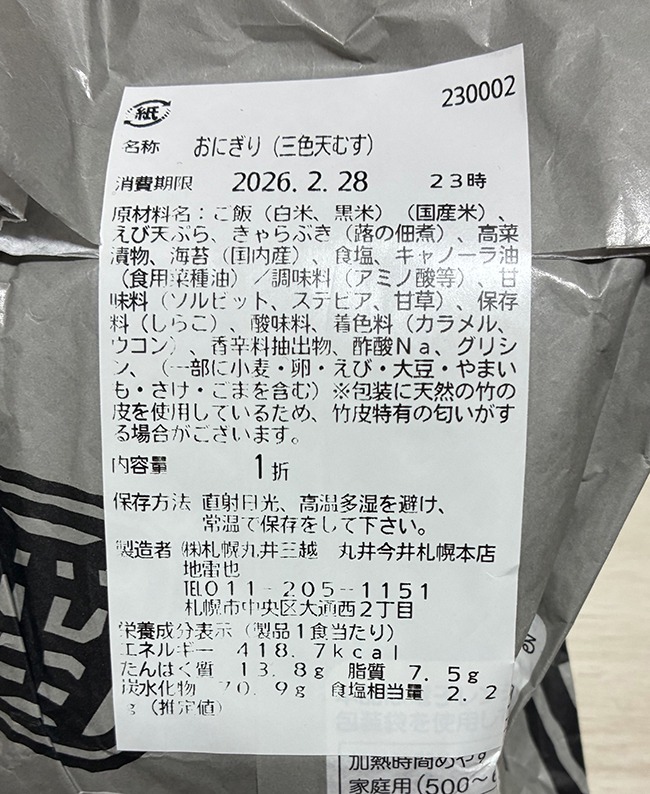 紙
230002
名称 おにぎり（三色天むす）
消費期限 2026. 2. 28 23時
原材料名：ご飯（白米、黒米）（国産米）、
えび天ぷら、きゃらぶき（蕗の佃煮）、高菜
漬物、海苔（国内産）、食塩、キャノーラ油
（食用菜種油）／調味料（アミノ酸等）、甘
味料（ソルビット、ステビア、甘草）、保存
料（しらこ）、酸味料、着色料（カラメル、
ウコン）、香辛料抽出物、酢酸Ｎａ、グリシ
ン、（一部に小麦・卵・えび・大豆・やまい
も・さけ・ごまを含む）※包装に天然の竹の
皮を使用しているため、竹皮特有の匂いがす
る場合がございます。
内容量 １折
保存方法 直射日光、高温多湿を避け、
常温で保存をして下さい。
製造者 ㈱札幌丸井三越 丸井今井札幌本店
地雷也
TEL０１１－２０５－１１５１
札幌市中央区大通西２丁目
栄養成分表示（製品１食当たり）
エネルギー ４１８．７ｋｃａｌ
たんぱく質 １３．８ｇ 脂質 ７．５ｇ
炭水化物 ７０．９ｇ 食塩相当量 ２．２
ｇ（推定値）
加熱時間めやす
家庭用（500〜